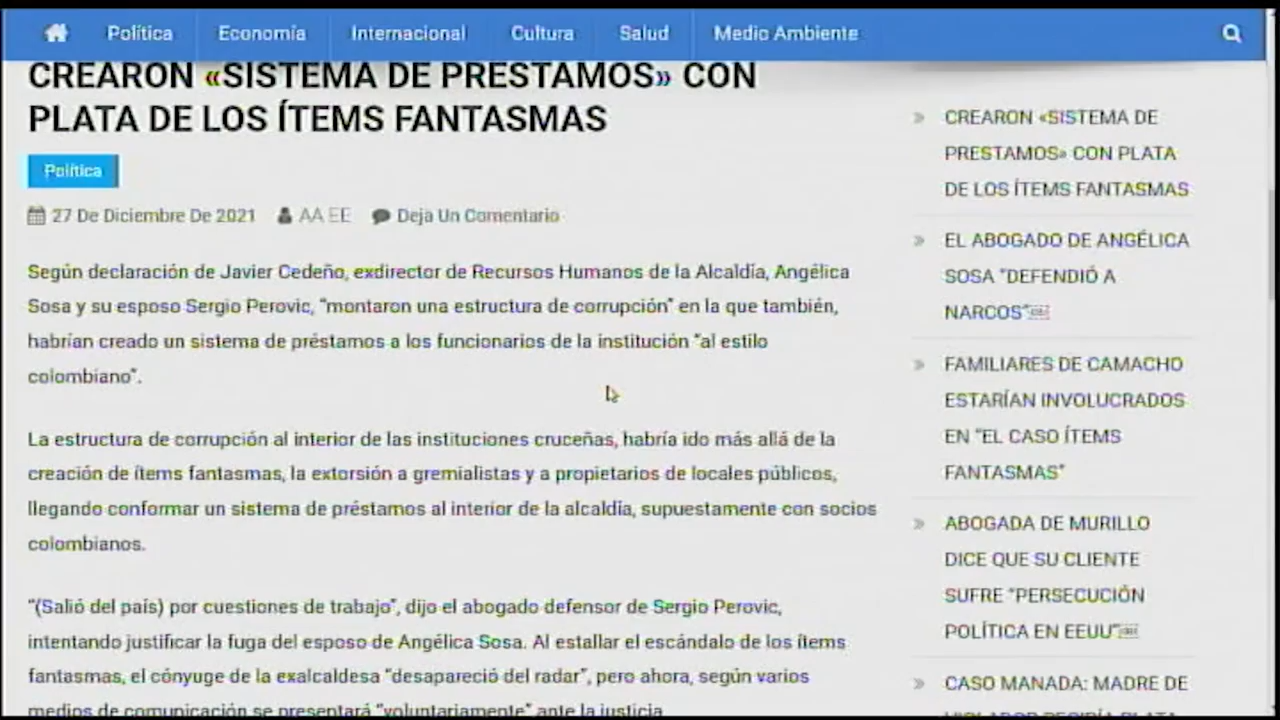 Política Economía Internacional Cultura Salud Medio Ambiente
CREARON «SISTEMA DE PRESTAMOS» CON
PLATA DE LOS ÍTEMS FANTASMAS
Política
27 De Diciembre De 2021 AA EE Deja Un Comentario
Según declaración de Javier Cedeño, exdirector de Recursos Humanos de la Alcaldía, Angélica
Sosa y su esposo Sergio Perovic, “montaron una estructura de corrupción” en la que también,
habrían creado un sistema de préstamos a los funcionarios de la institución “al estilo
colombiano”.
La estructura de corrupción al interior de las instituciones cruceñas, habría ido más allá de la
creación de ítems fantasmas, la extorsión a gremialistas y a propietarios de locales públicos,
llegando conformar un sistema de préstamos al interior de la alcaldía, supuestamente con socios
colombianos.
“(Salió del país) por cuestiones de trabajo”, dijo el abogado defensor de Sergio Perovic,
intentando justificar la fuga del esposo de Angélica Sosa. Al estallar el escándalo de los ítems
fantasmas, el cónyuge de la exalcaldesa “desapareció del radar”, pero ahora, según varios
medios de comunicación se presentará “voluntariamente” ante la justicia
CREARON «SISTEMA DE
PRESTAMOS» CON PLATA
DE LOS ÍTEMS FANTASMAS
EL ABOGADO DE ANGÉLICA
SOSA “DEFENDIÓ A
NARCOS”
FAMILIARES DE CAMACHO
ESTARÍAN INVOLUCRADOS
EN “EL CASO ÍTEMS
FANTASMAS”
ABOGADA DE MURILLO
DICE QUE SU CLIENTE
SUFRE “PERSECUCIÓN
POLÍTICA EN EEUU”
CASO MANADA: MADRE DE